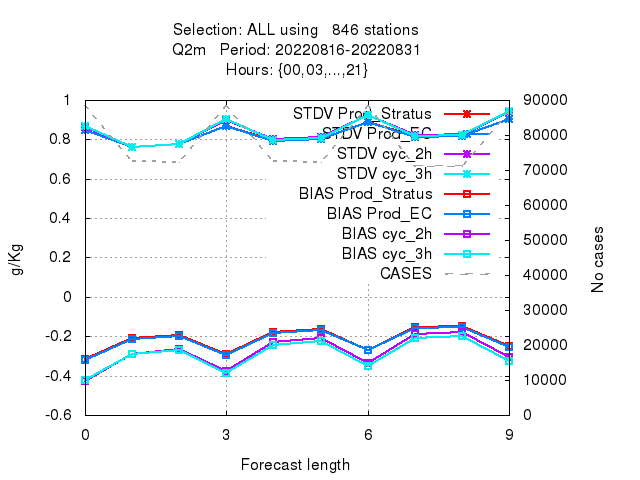 Selection: ALL using 846 stations
Q2m Period: 20220816-20220831
Hours: {00,03,...,21}
1
0.8
0.6
0.4
0.2
0
-0.2
-0.4
-0.6
g/Kg
STDV Prod_Stratus
STDV Prod_EC
STDV cyc_2h
STDV cyc_3h
BIAS Prod_Stratus
BIAS Prod_EC
BIAS cyc_2h
BIAS cyc_3h
CASES
90000
80000
70000
60000
50000
40000
30000
20000
10000
0
No cases
0 3 6 9
Forecast length